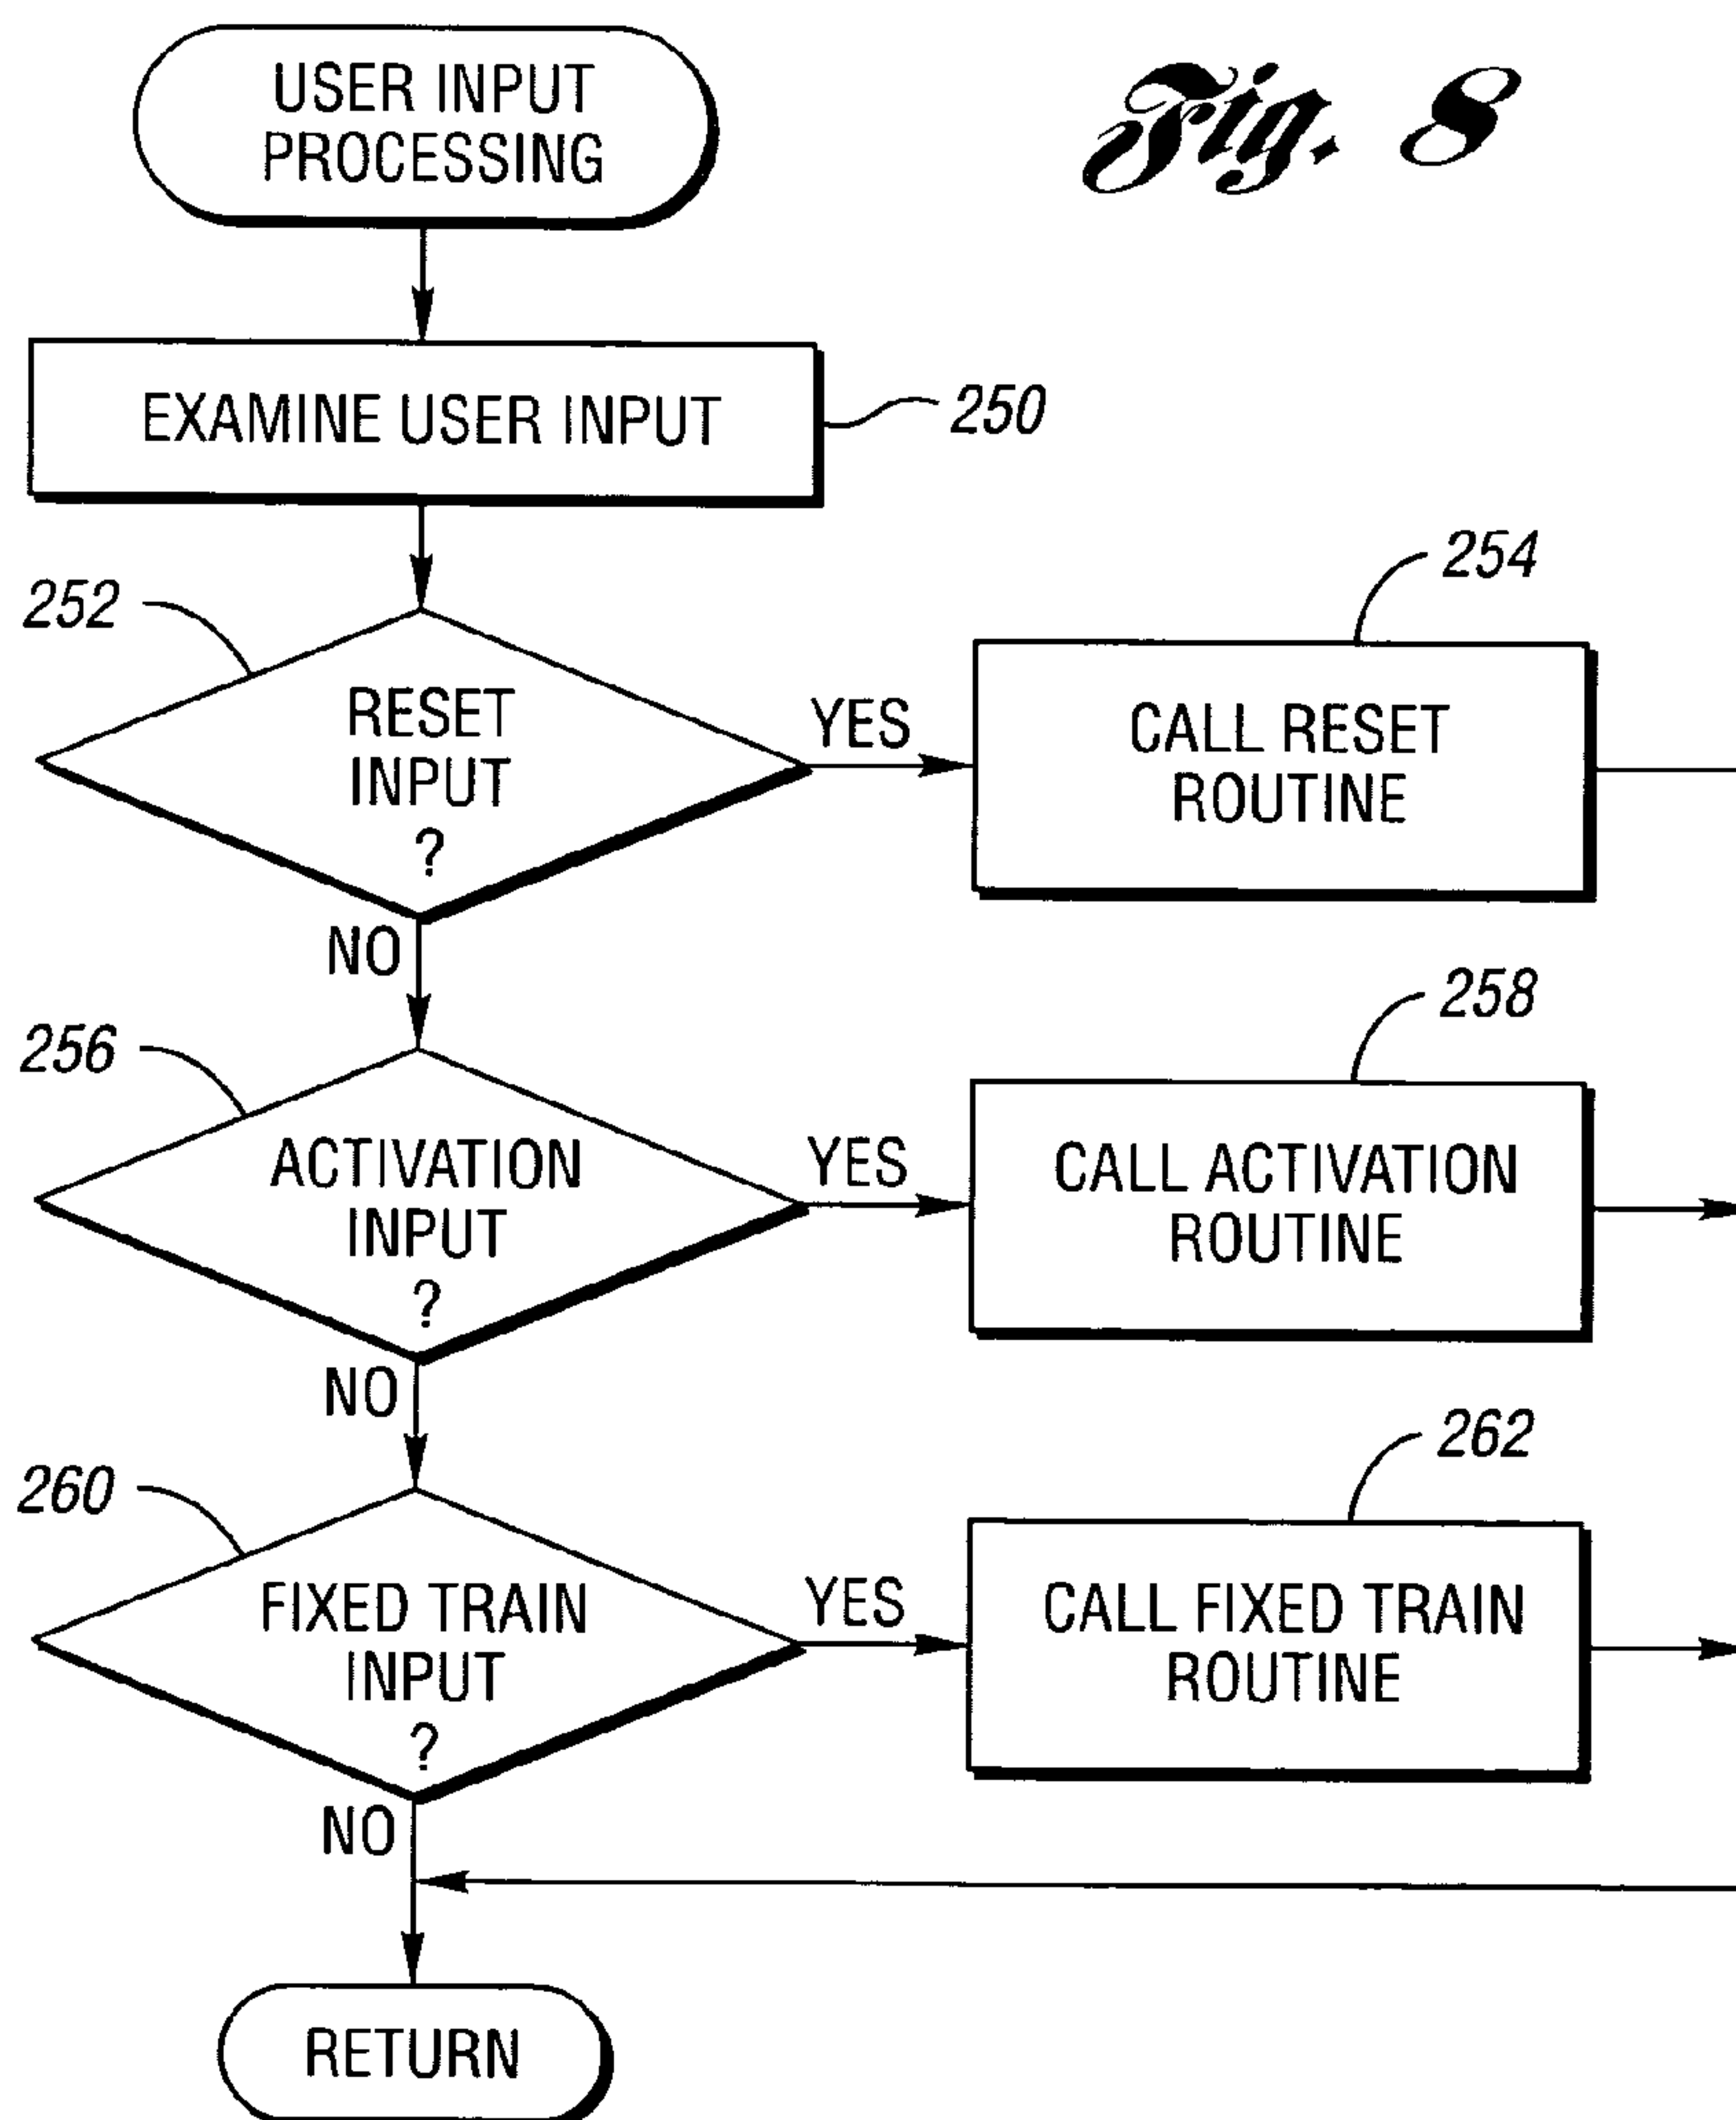 USER INPUT
PROCESSING
Fig. 8
EXAMINE USER INPUT
250
252
RESET
INPUT
?
YES
254
CALL RESET
ROUTINE
NO
256
ACTIVATION
INPUT
?
YES
258
CALL ACTIVATION
ROUTINE
NO
260
FIXED TRAIN
INPUT
?
YES
262
CALL FIXED TRAIN
ROUTINE
NO
RETURN